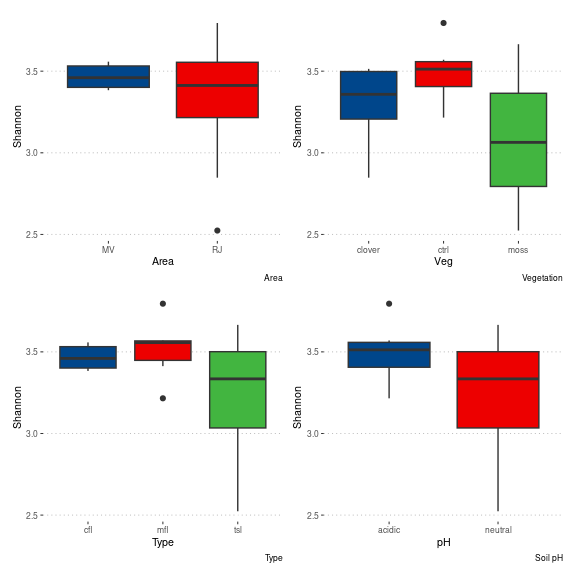 Shannon
3.5
3.0
2.5
MV
RJ
Area
Area
Shannon
3.5
3.0
2.5
clover
ctrl
moss
Veg
Vegetation
Shannon
3.5
3.0
2.5
cfl
mfl
tsl
Type
Type
Shannon
3.5
3.0
2.5
acidic
neutral
pH
Soil pH